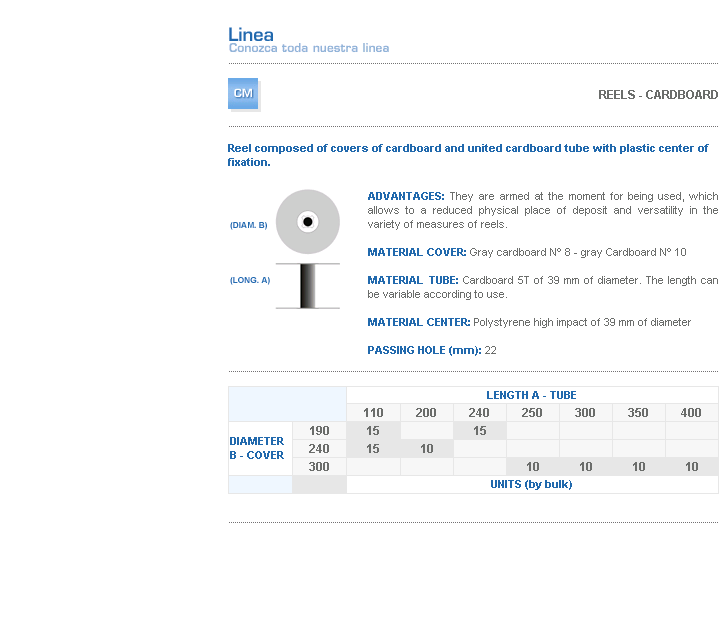 Linea
Conozca toda nuestra linea
CM
REELS - CARDBOARD
Reel composed of covers of cardboard and united cardboard tube with plastic center of
fixation.
(DIAM. B)
(LONG. A)
ADVANTAGES: They are armed at the moment for being used, which
allows to a reduced physical place of deposit and versatility in the
variety of measures of reels.
MATERIAL COVER: Gray cardboard Nº 8 - gray Cardboard Nº 10
MATERIAL TUBE: Cardboard 5T of 39 mm of diameter. The length can
be variable according to use.
MATERIAL CENTER: Polystyrene high impact of 39 mm of diameter
PASSING HOLE (mm): 22
LENGTH A - TUBE
110 200 240 250 300 350 400
DIAMETER
B - COVER
190 15 15
240 15 10
300 10 10 10 10
UNITS (by bulk)